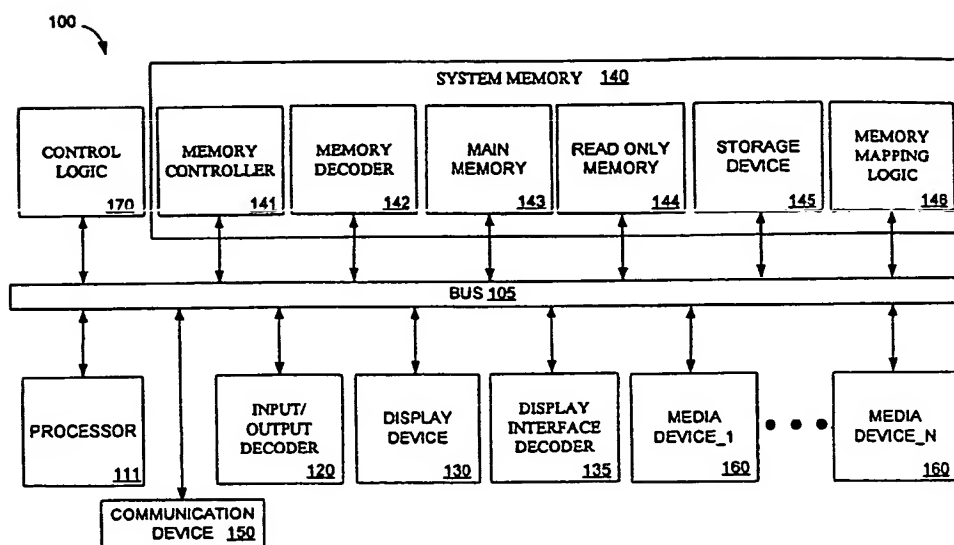 100
SYSTEM MEMORY 140
CONTROL
LOGIC
170
MEMORY
CONTROLLER
141
MEMORY
DECODER
142
MAIN
MEMORY
143
READ ONLY
MEMORY
144
STORAGE
DEVICE
145
MEMORY
MAPPING
LOGIC
148
BUS 105
PROCESSOR
111
INPUT/
OUTPUT
DECODER
120
DISPLAY
DEVICE
130
DISPLAY
INTERFACE
DECODER
135
MEDIA
DEVICE_1
160
MEDIA
DEVICE_N
160
COMMUNICATION
DEVICE 150